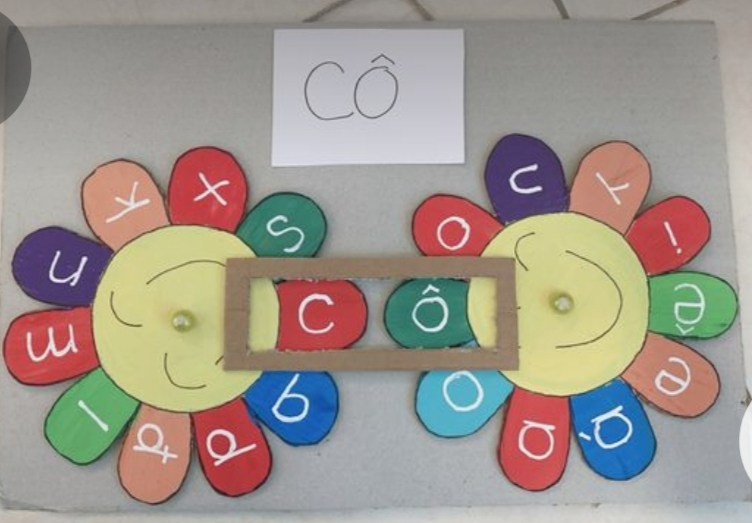 CÔ
k x s
n c
m b
l đ d
u y
o i
ô ê
o e
a